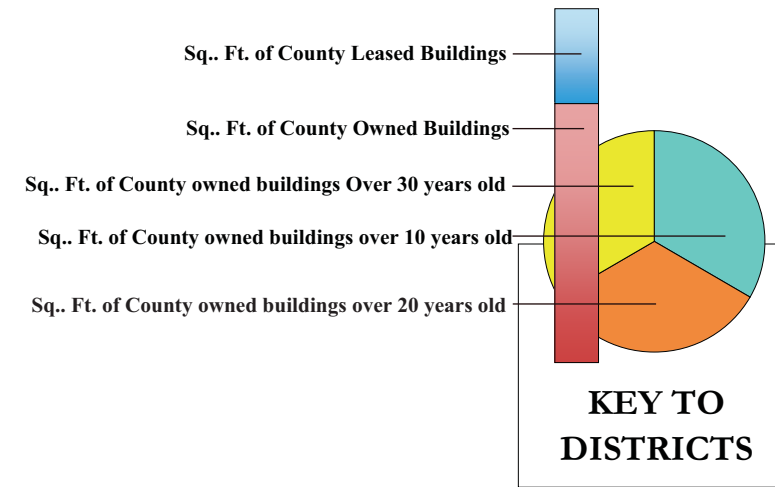 Sq.. Ft. of County Leased Buildings
Sq.. Ft. of County Owned Buildings
Sq.. Ft. of County owned buildings Over 30 years old
Sq.. Ft. of County owned buildings over 10 years old
Sq.. Ft. of County owned buildings over 20 years old
KEY TO
DISTRICTS